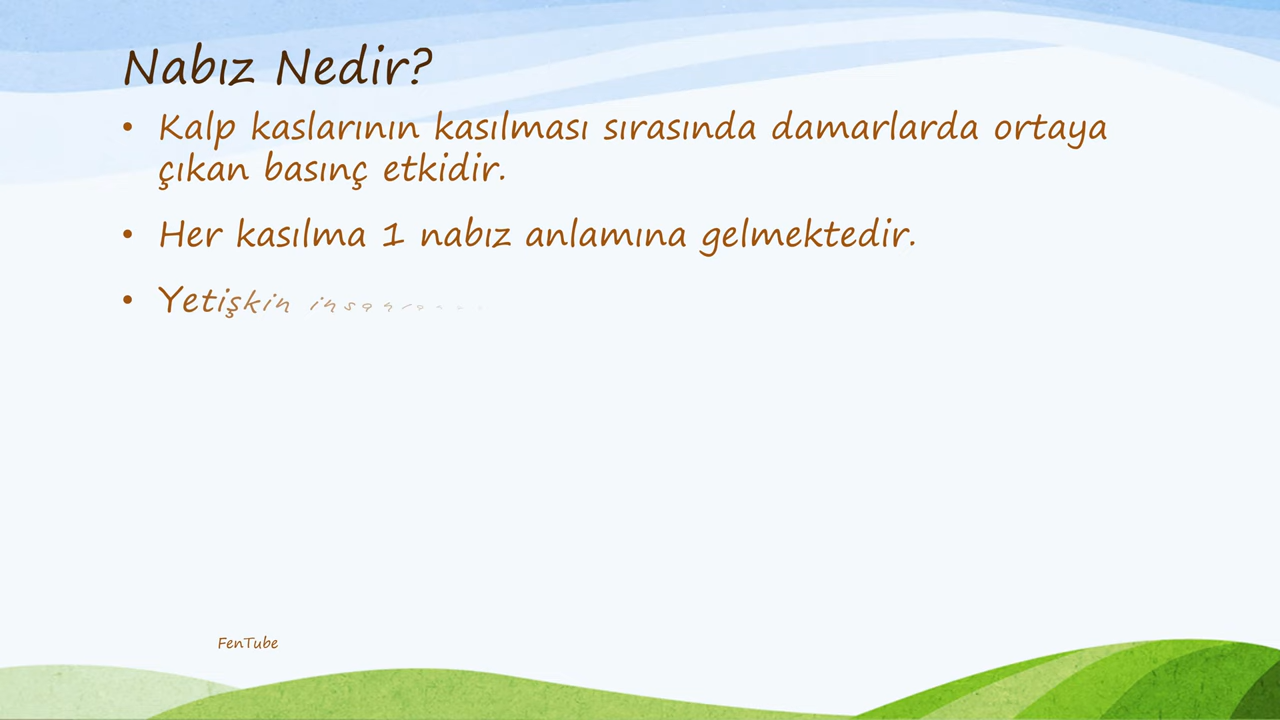 Nabız Nedir?
• Kalp kaslarının kasılması sırasında damarlarda ortaya
çıkan basınç etkidir.
• Her kasılma 1 nabız anlamına gelmektedir.
• Yetişkin
FenTube